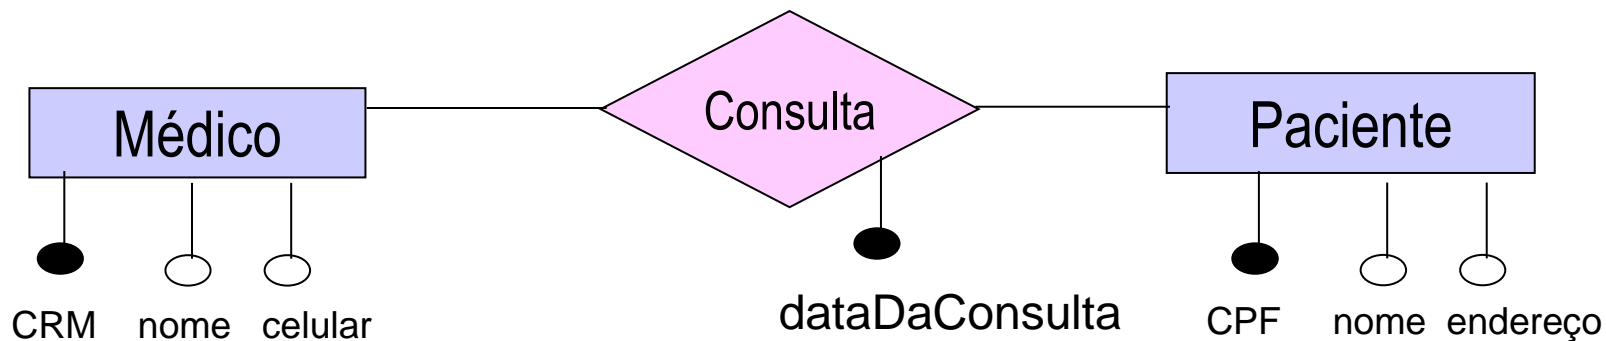 Médico
Consulta
Paciente
CRM
nome
celular
dataDaConsulta
CPF
nome
endereço